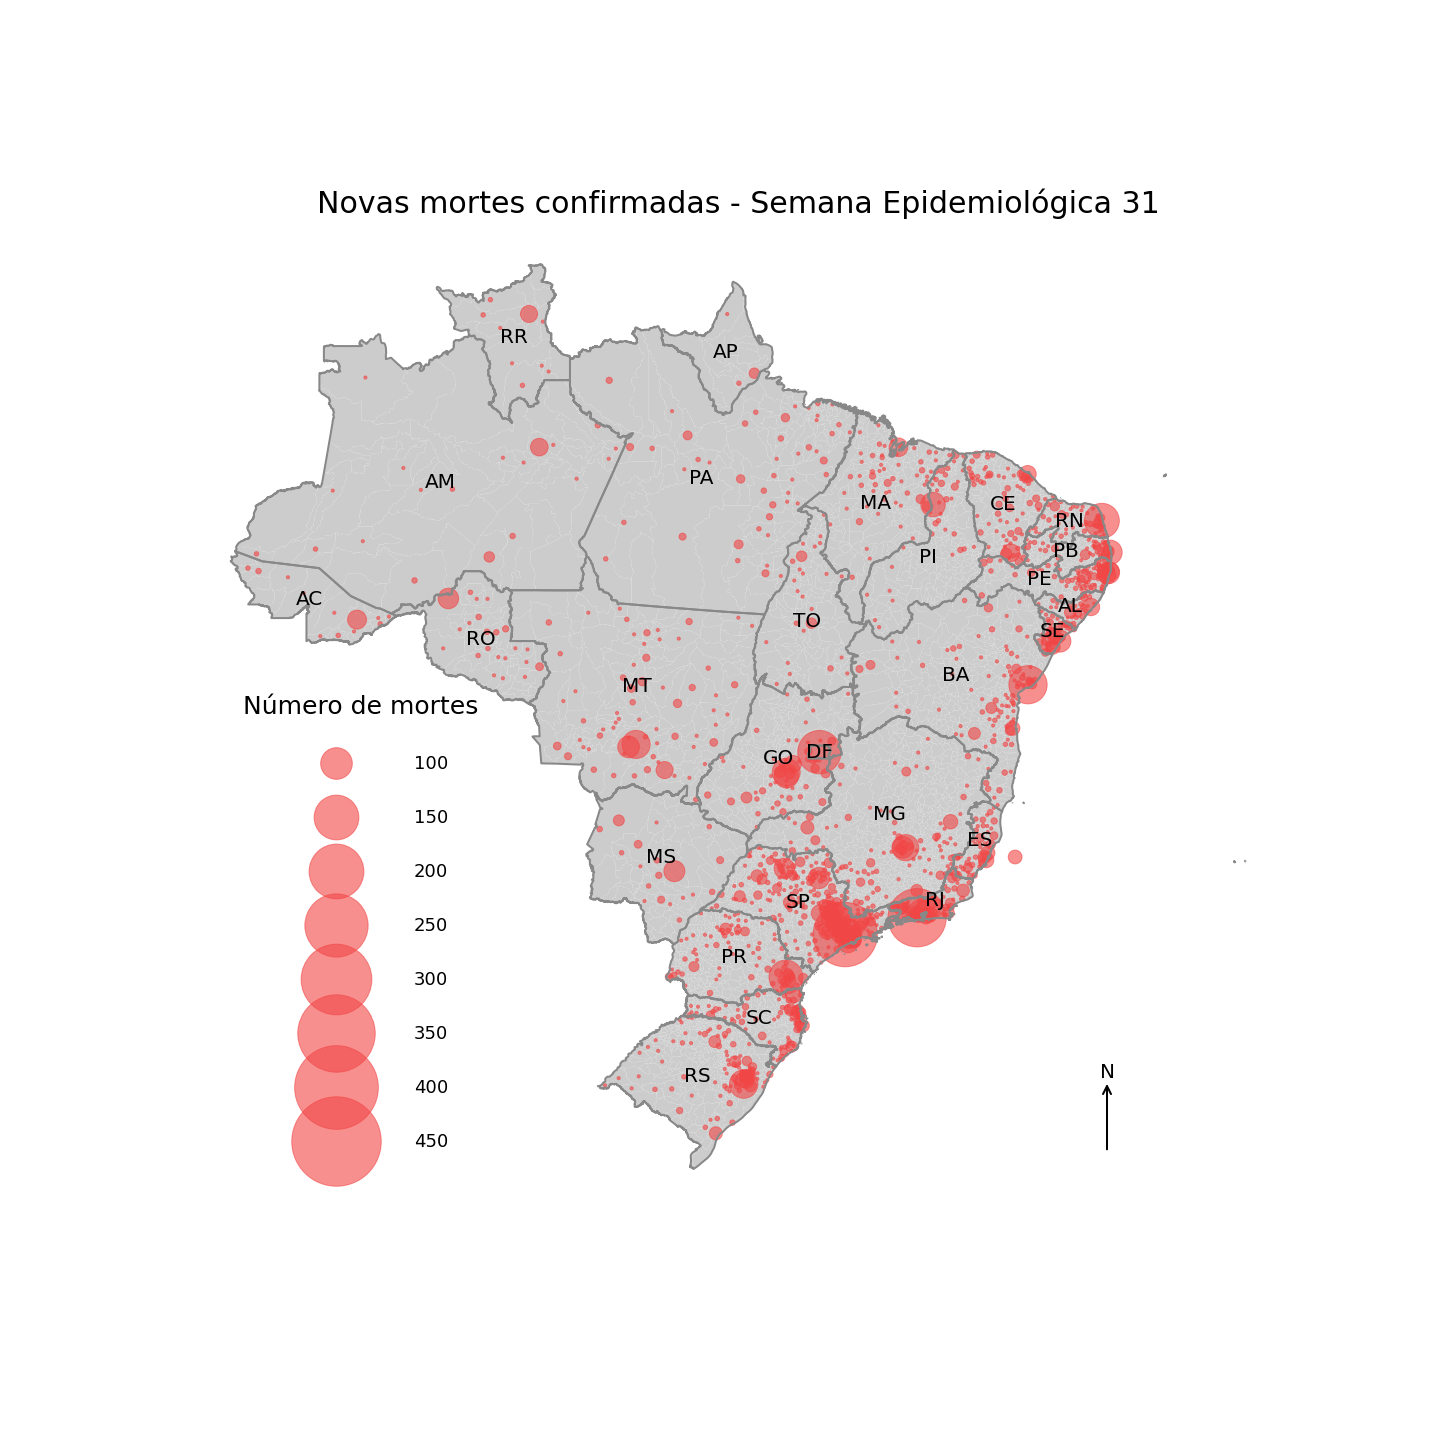 Novas mortes confirmadas - Semana Epidemiológica 31
RR
AP
AM
PA
MA
CE
RN
PB
PI
PE
AC
AL
TO
SE
RO
BA
MT
Número de mortes
DF
GO
100
150
MG
ES
MS
200
RJ
SP
250
PR
300
SC
350
N
RS
400
450